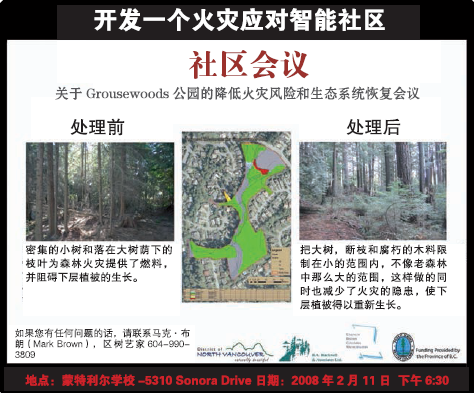 开发一个火灾应对智能社区
社区会议
关于 Grousewoods 公园的降低火灾风险和生态系统恢复会议
处理前
处理后
密集的小树和落在大树荫下的
枝叶为森林火灾提供了燃料，
并阻碍下层植被的生长。
把大树，断枝和腐朽的木料限
制在小的范围内，不像老森林
中那么大的范围，这样做的同
时也减少了火灾的隐患，使下
层植被得以重新生长。
如果您有任何问题的话，请联系马克·布
朗（Mark Brown），区树艺家 604-990-
3809
NORTH VANCOUVER
Funding Provided by
the Province of B.C.
地点：蒙特利尔学校 –5310 Sonora Drive 日期：2008 年 2 月 11 日 下午 6:30